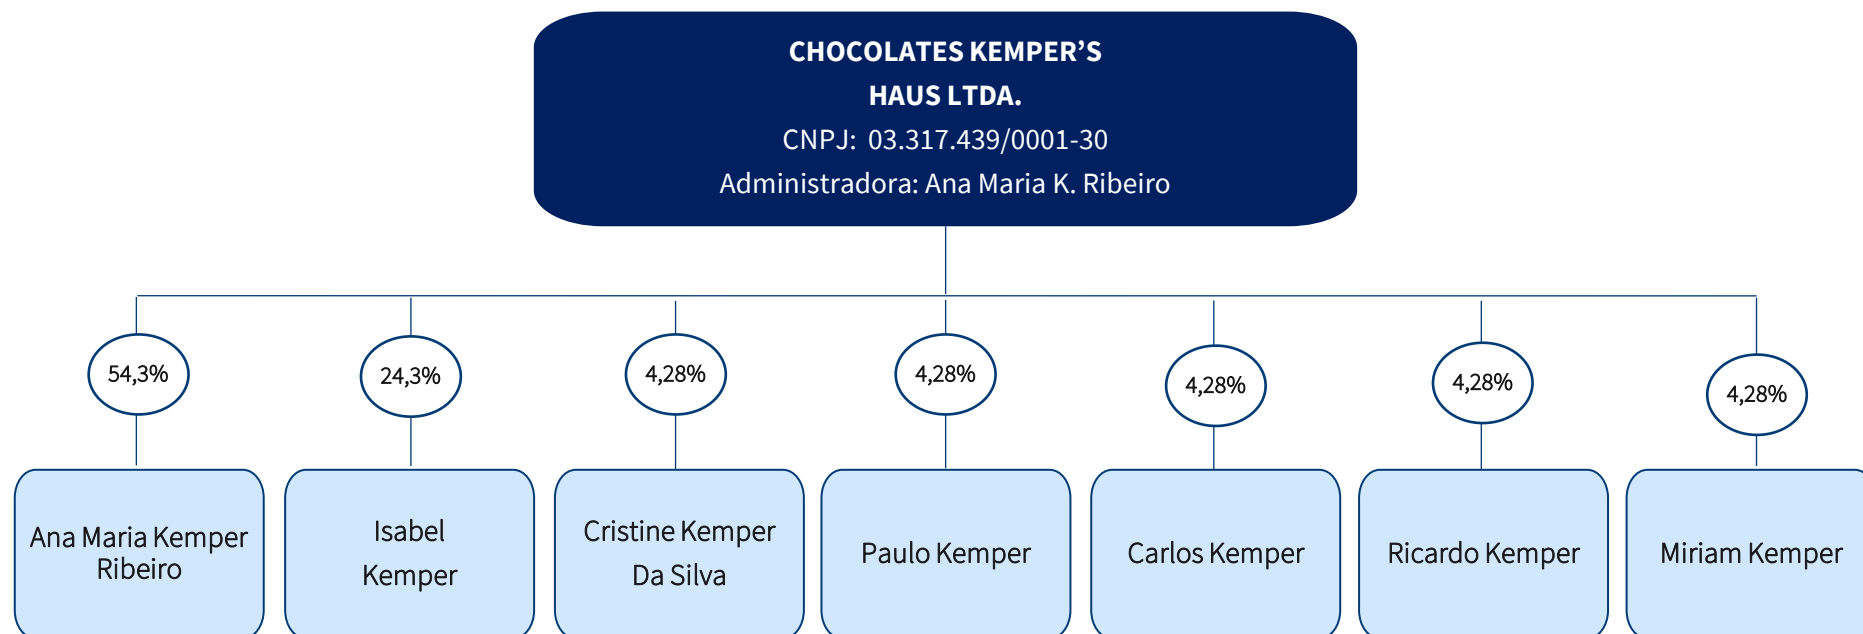 CHOCOLATES KEMPER’S
HAUS LTDA.
CNPJ: 03.317.439/0001-30
Administradora: Ana Maria K. Ribeiro
54,3%
24,3%
4,28%
4,28%
4,28%
4,28%
4,28%
Ana Maria Kemper
Ribeiro
Isabel
Kemper
Cristine Kemper
Da Silva
Paulo Kemper
Carlos Kemper
Ricardo Kemper
Miriam Kemper